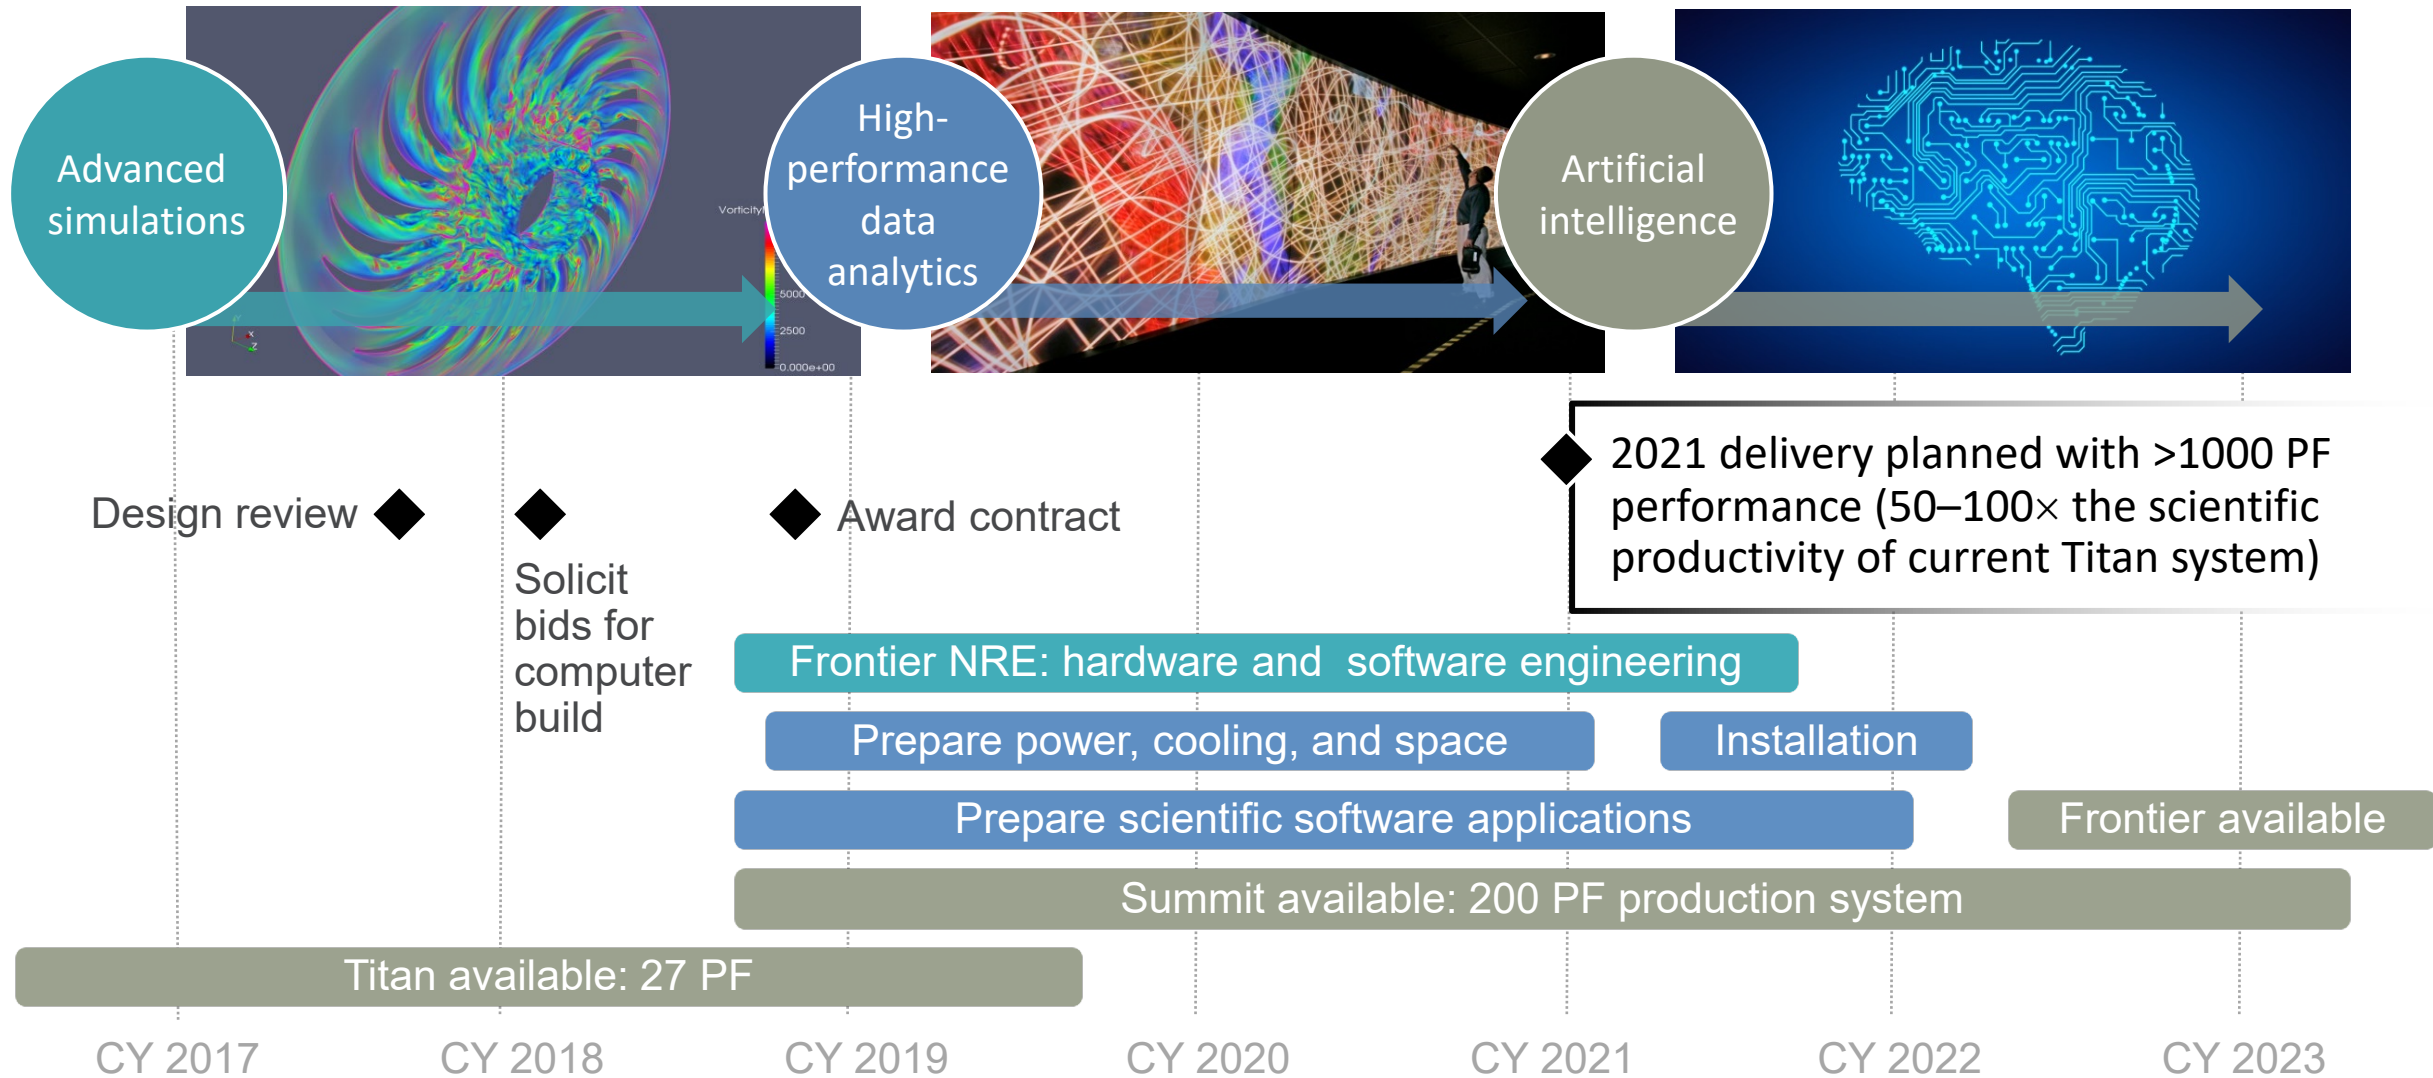 Advanced
simulations
High-
performance
data
analytics
Artificial
intelligence
5000
2500
0.000e+00
X
Z
2021 delivery planned with >1000 PF
performance (50–100× the scientific
productivity of current Titan system)
Design review
Award contract
Solicit
bids for
computer
build
Frontier NRE: hardware and software engineering
Prepare power, cooling, and space
Installation
Prepare scientific software applications
Frontier available
Summit available: 200 PF production system
Titan available: 27 PF
CY 2017
CY 2018
CY 2019
CY 2020
CY 2021
CY 2022
CY 2023